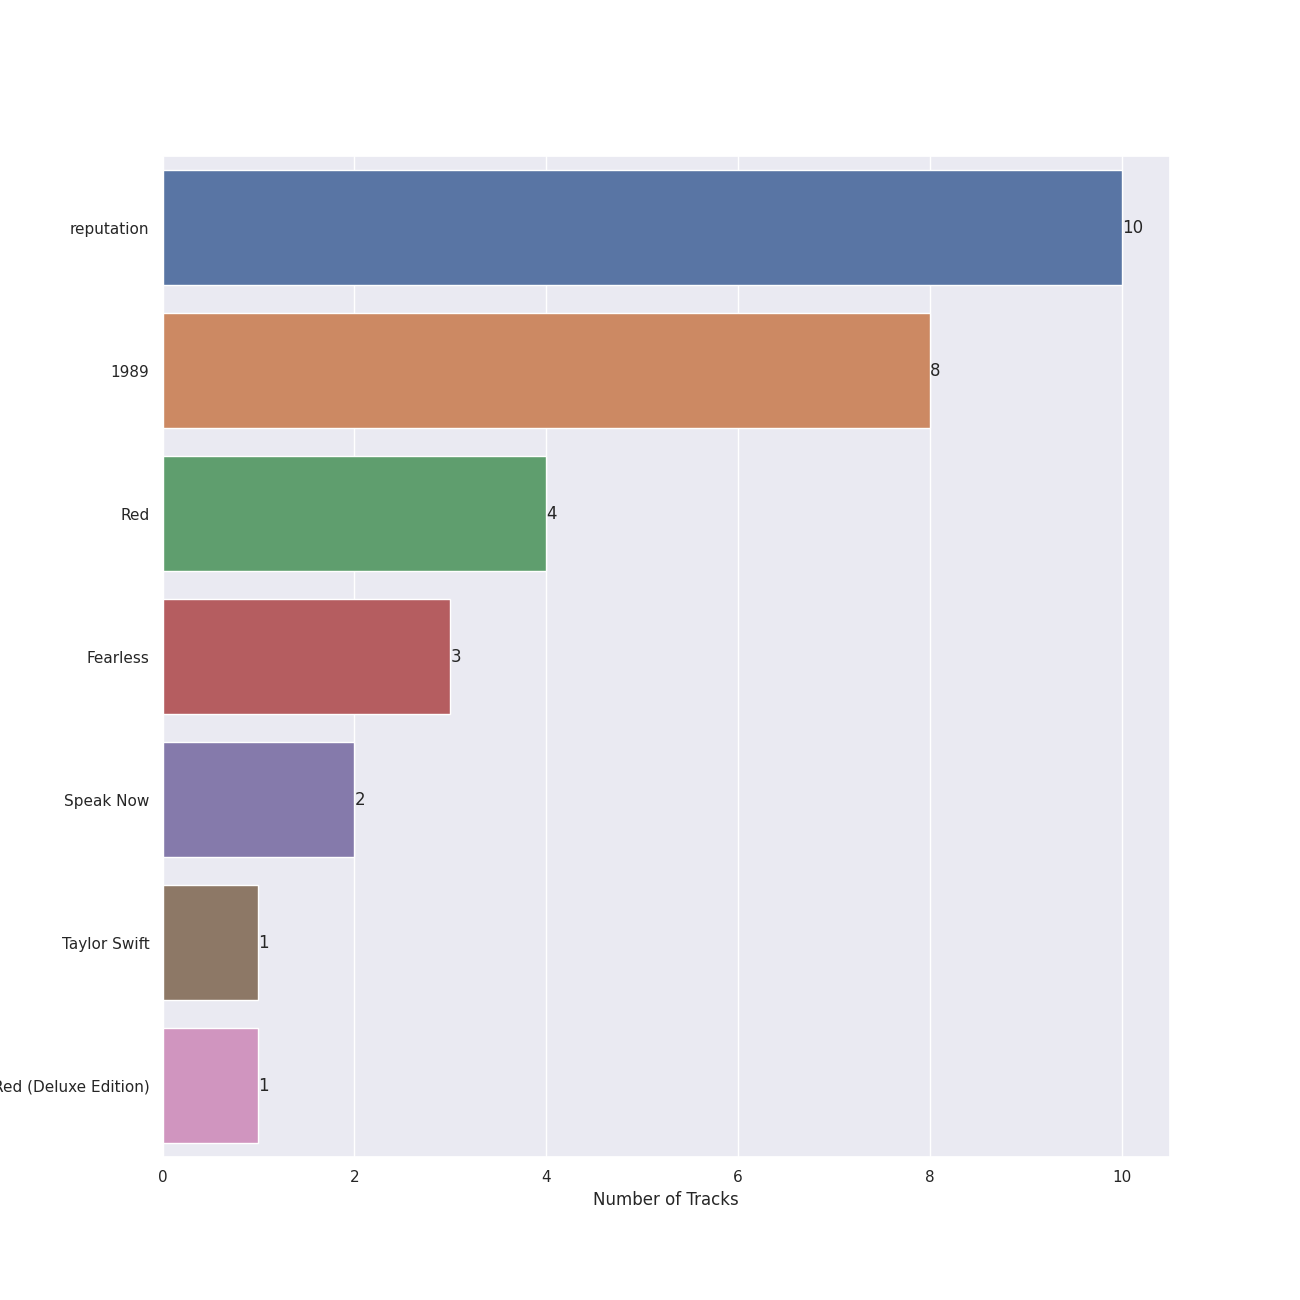 reputation
10
1989
8
Red
4
Fearless
3
Speak Now
2
Taylor Swift
1
Red (Deluxe Edition)
1
0 2 4 6 8 10
Number of Tracks